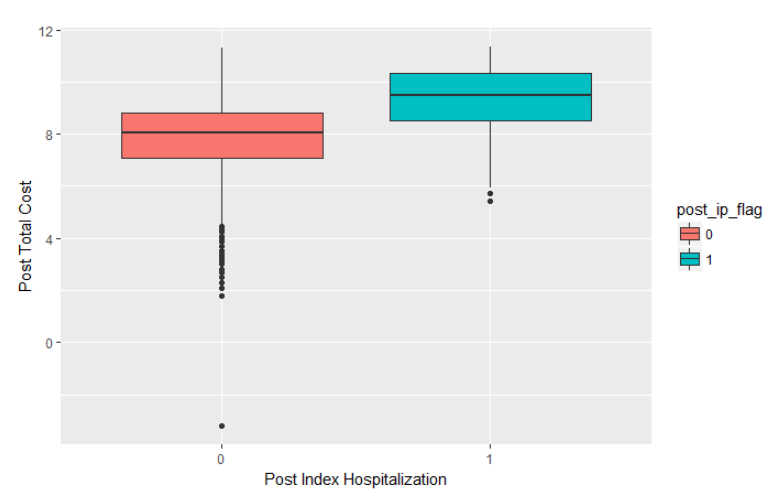 12
8
4
0
Post Total Cost
0
1
Post Index Hospitalization
post_ip_flag
0
1